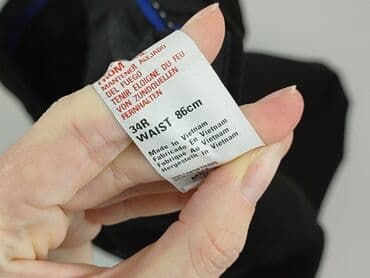 FROM
MANTENER ALEJADO
DEL FUEGO
TENIR ELOIGNE DU FEU
VON ZUNDQUELLEN
FERNHALTEN
34R
WAIST 86cm
Made In Vietnam
Fabricado En Vietnam
Fabrique Au Vietnam
Hergestellt In Vietnam